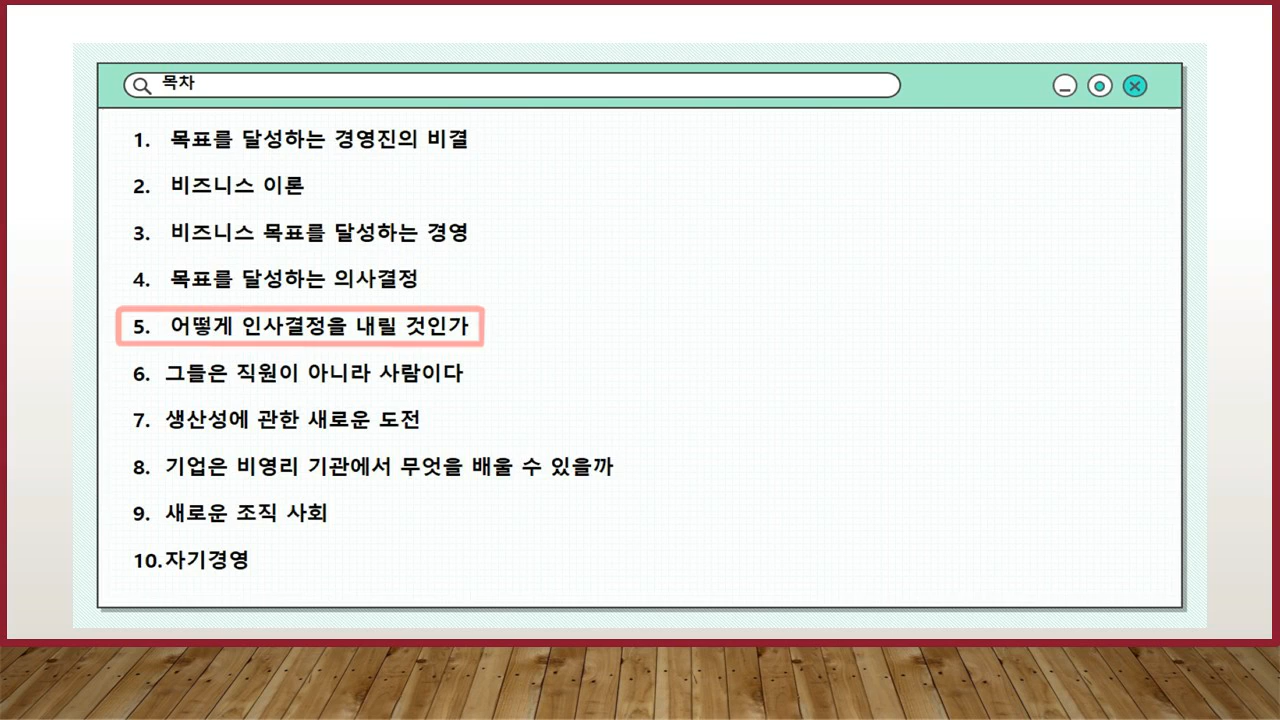 목차
1. 목표를 달성하는 경영진의 비결
2. 비즈니스 이론
3. 비즈니스 목표를 달성하는 경영
4. 목표를 달성하는 의사결정
5. 어떻게 인사결정을 내릴 것인가
6. 그들은 직원이 아니라 사람이다
7. 생산성에 관한 새로운 도전
8. 기업은 비영리 기관에서 무엇을 배울 수 있을까
9. 새로운 조직 사회
10.자기경영